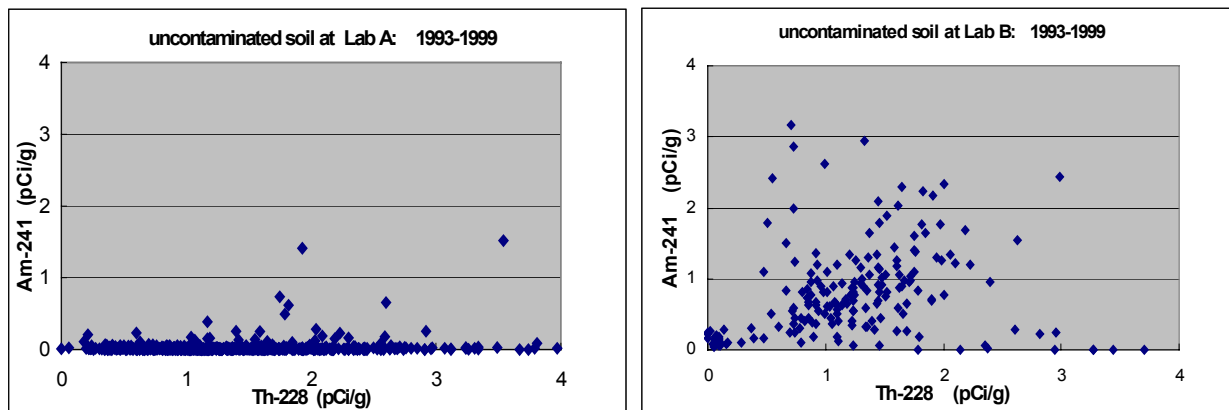 uncontaminated soil at Lab A: 1993-1999
4
3
2
1
0
Am-241 (pCi/g)
0 1 2 3 4
Th-228 (pCi/g)
uncontaminated soil at Lab B: 1993-1999
4
3
2
1
0
Am-241 (pCi/g)
0 1 2 3 4
Th-228 (pCi/g)